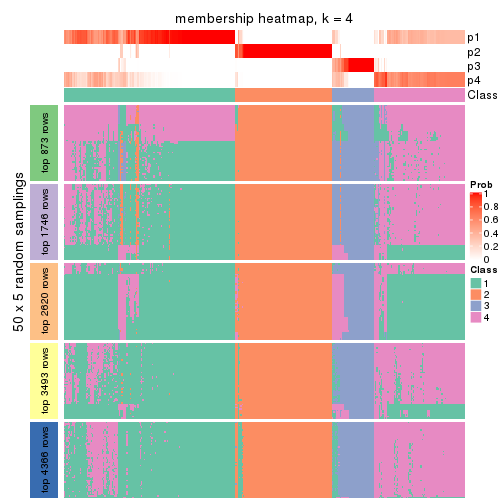 membership heatmap, k = 4
p1
p2
p3
p4
Class
50 x 5 random samplings
top 873 rows
top 1746 rows
top 2620 rows
top 3493 rows
top 4366 rows
Prob
1
0.8
0.6
0.4
0.2
0
Class
1
2
3
4